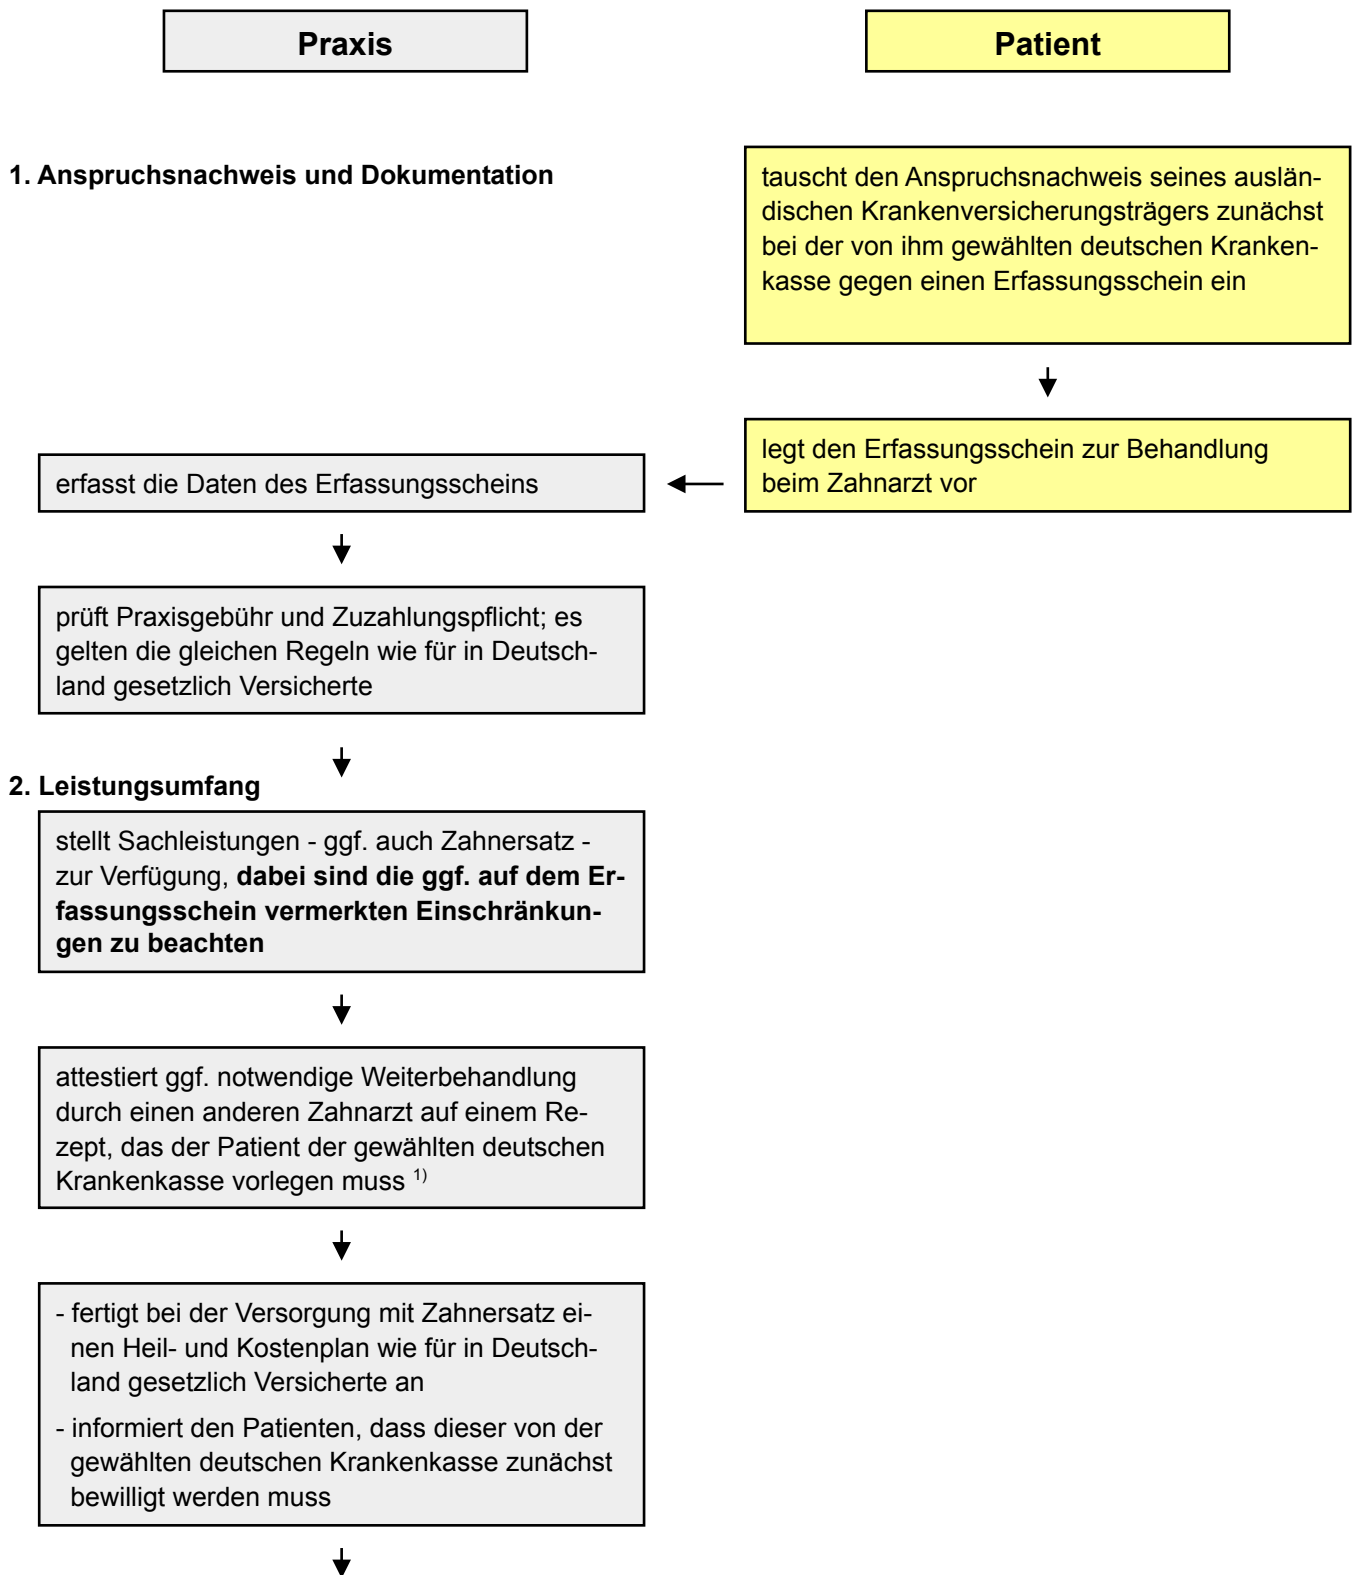 Praxis
Patient
1. Anspruchsnachweis und Dokumentation
tauscht den Anspruchsnachweis seines auslän-
dischen Krankenversicherungsträgers zunächst
bei der von ihm gewählten deutschen Kranken-
kasse gegen einen Erfassungsschein ein
legt den Erfassungsschein zur Behandlung
beim Zahnarzt vor
erfasst die Daten des Erfassungsscheins
prüft Praxisgebühr und Zuzahlungspflicht; es
gelten die gleichen Regeln wie für in Deutsch-
land gesetzlich Versicherte
2. Leistungsumfang
stellt Sachleistungen - ggf. auch Zahnersatz -
zur Verfügung, dabei sind die ggf. auf dem Er-
fassungsschein vermerkten Einschränkun-
gen zu beachten
attestiert ggf. notwendige Weiterbehandlung
durch einen anderen Zahnarzt auf einem Re-
zept, das der Patient der gewählten deutschen
Krankenkasse vorlegen muss 1)
- fertigt bei der Versorgung mit Zahnersatz ei-
nen Heil- und Kostenplan wie für in Deutsch-
land gesetzlich Versicherte an
- informiert den Patienten, dass dieser von der
gewählten deutschen Krankenkasse zunächst
bewilligt werden muss